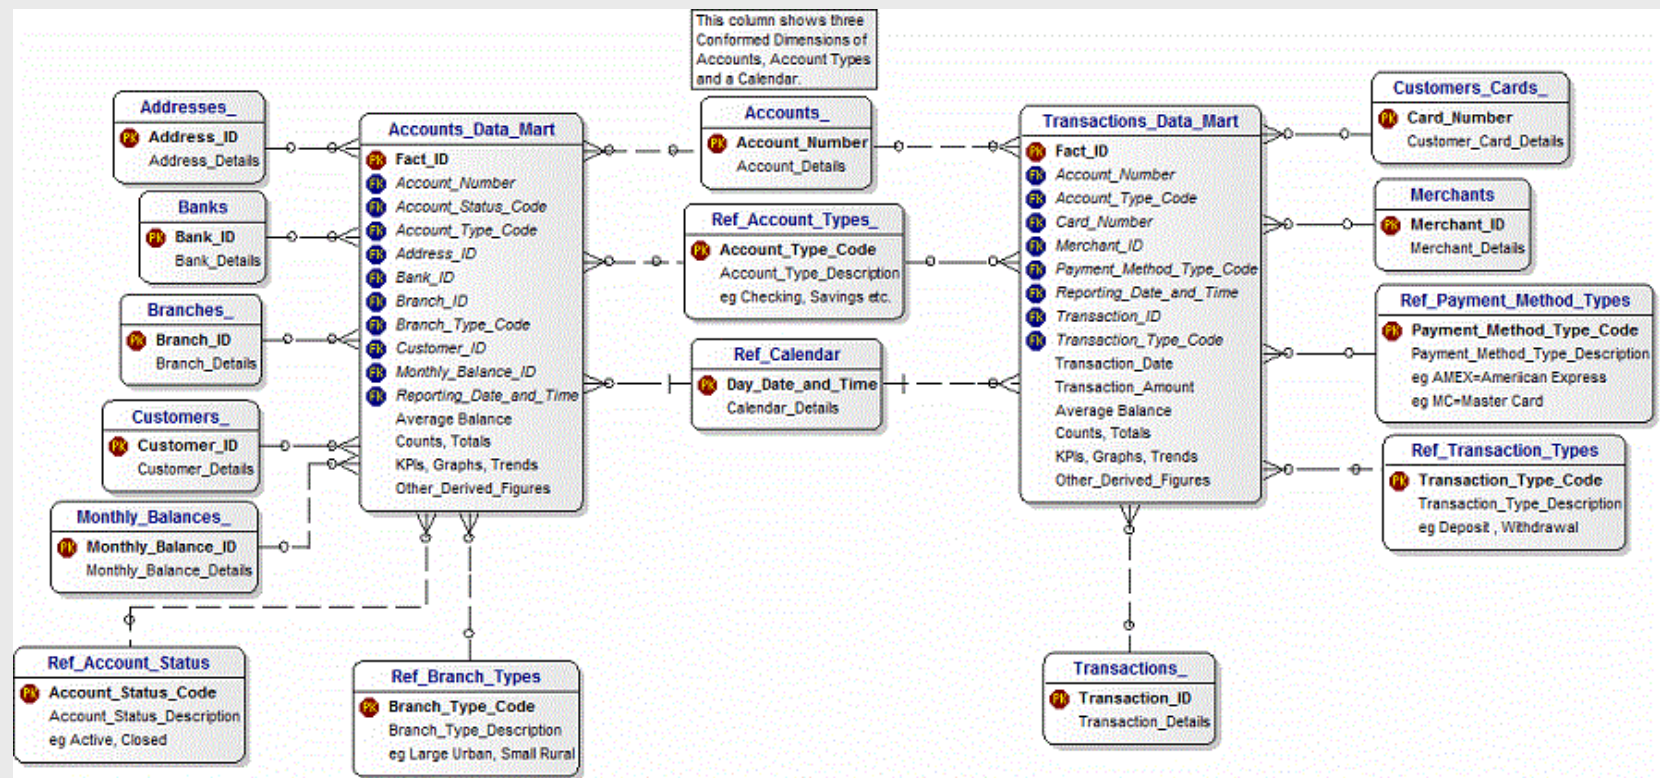 This column shows three
Conformed Dimensions of
Accounts, Account Types
and a Calendar.
Addresses_
PK Address_ID
Address_Details
Banks
PK Bank_ID
Bank_Details
Branches_
PK Branch_ID
Branch_Details
Customers_
PK Customer_ID
Customer_Details
Monthly_Balances_
PK Monthly_Balance_ID
Monthly_Balance_Details
Ref_Account_Status
PK Account_Status_Code
Account_Status_Description
eg Active, Closed
Accounts_Data_Mart
PK Fact_ID
FK Account_Number
FK Account_Status_Code
FK Account_Type_Code
FK Address_ID
FK Bank_ID
FK Branch_ID
FK Branch_Type_Code
FK Customer_ID
FK Monthly_Balance_ID
FK Reporting_Date_and_Time
Average Balance
Counts, Totals
KPIs, Graphs, Trends
Other_Derived_Figures
Ref_Branch_Types
PK Branch_Type_Code
Branch_Type_Description
eg Large Urban, Small Rural
Accounts_
PK Account_Number
Account_Details
Ref_Account_Types_
PK Account_Type_Code
Account_Type_Description
eg Checking, Savings etc.
Ref_Calendar
PK Day_Date_and_Time
Calendar_Details
Transactions_Data_Mart
PK Fact_ID
FK Account_Number
FK Account_Type_Code
FK Card_Number
FK Merchant_ID
FK Payment_Method_Type_Code
FK Reporting_Date_and_Time
FK Transaction_ID
FK Transaction_Type_Code
Transaction_Date
Transaction_Amount
Average Balance
Counts, Totals
KPIs, Graphs, Trends
Other_Derived_Figures
Transactions_
PK Transaction_ID
Transaction_Details
Customers_Cards_
PK Card_Number
Customer_Card_Details
Merchants
PK Merchant_ID
Merchant_Details
Ref_Payment_Method_Types
PK Payment_Method_Type_Code
Payment_Method_Type_Description
eg AMEX=Ameriican Express
eg MC=Master Card
Ref_Transaction_Types
PK Transaction_Type_Code
Transaction_Type_Description
eg Deposit , Withdrawal